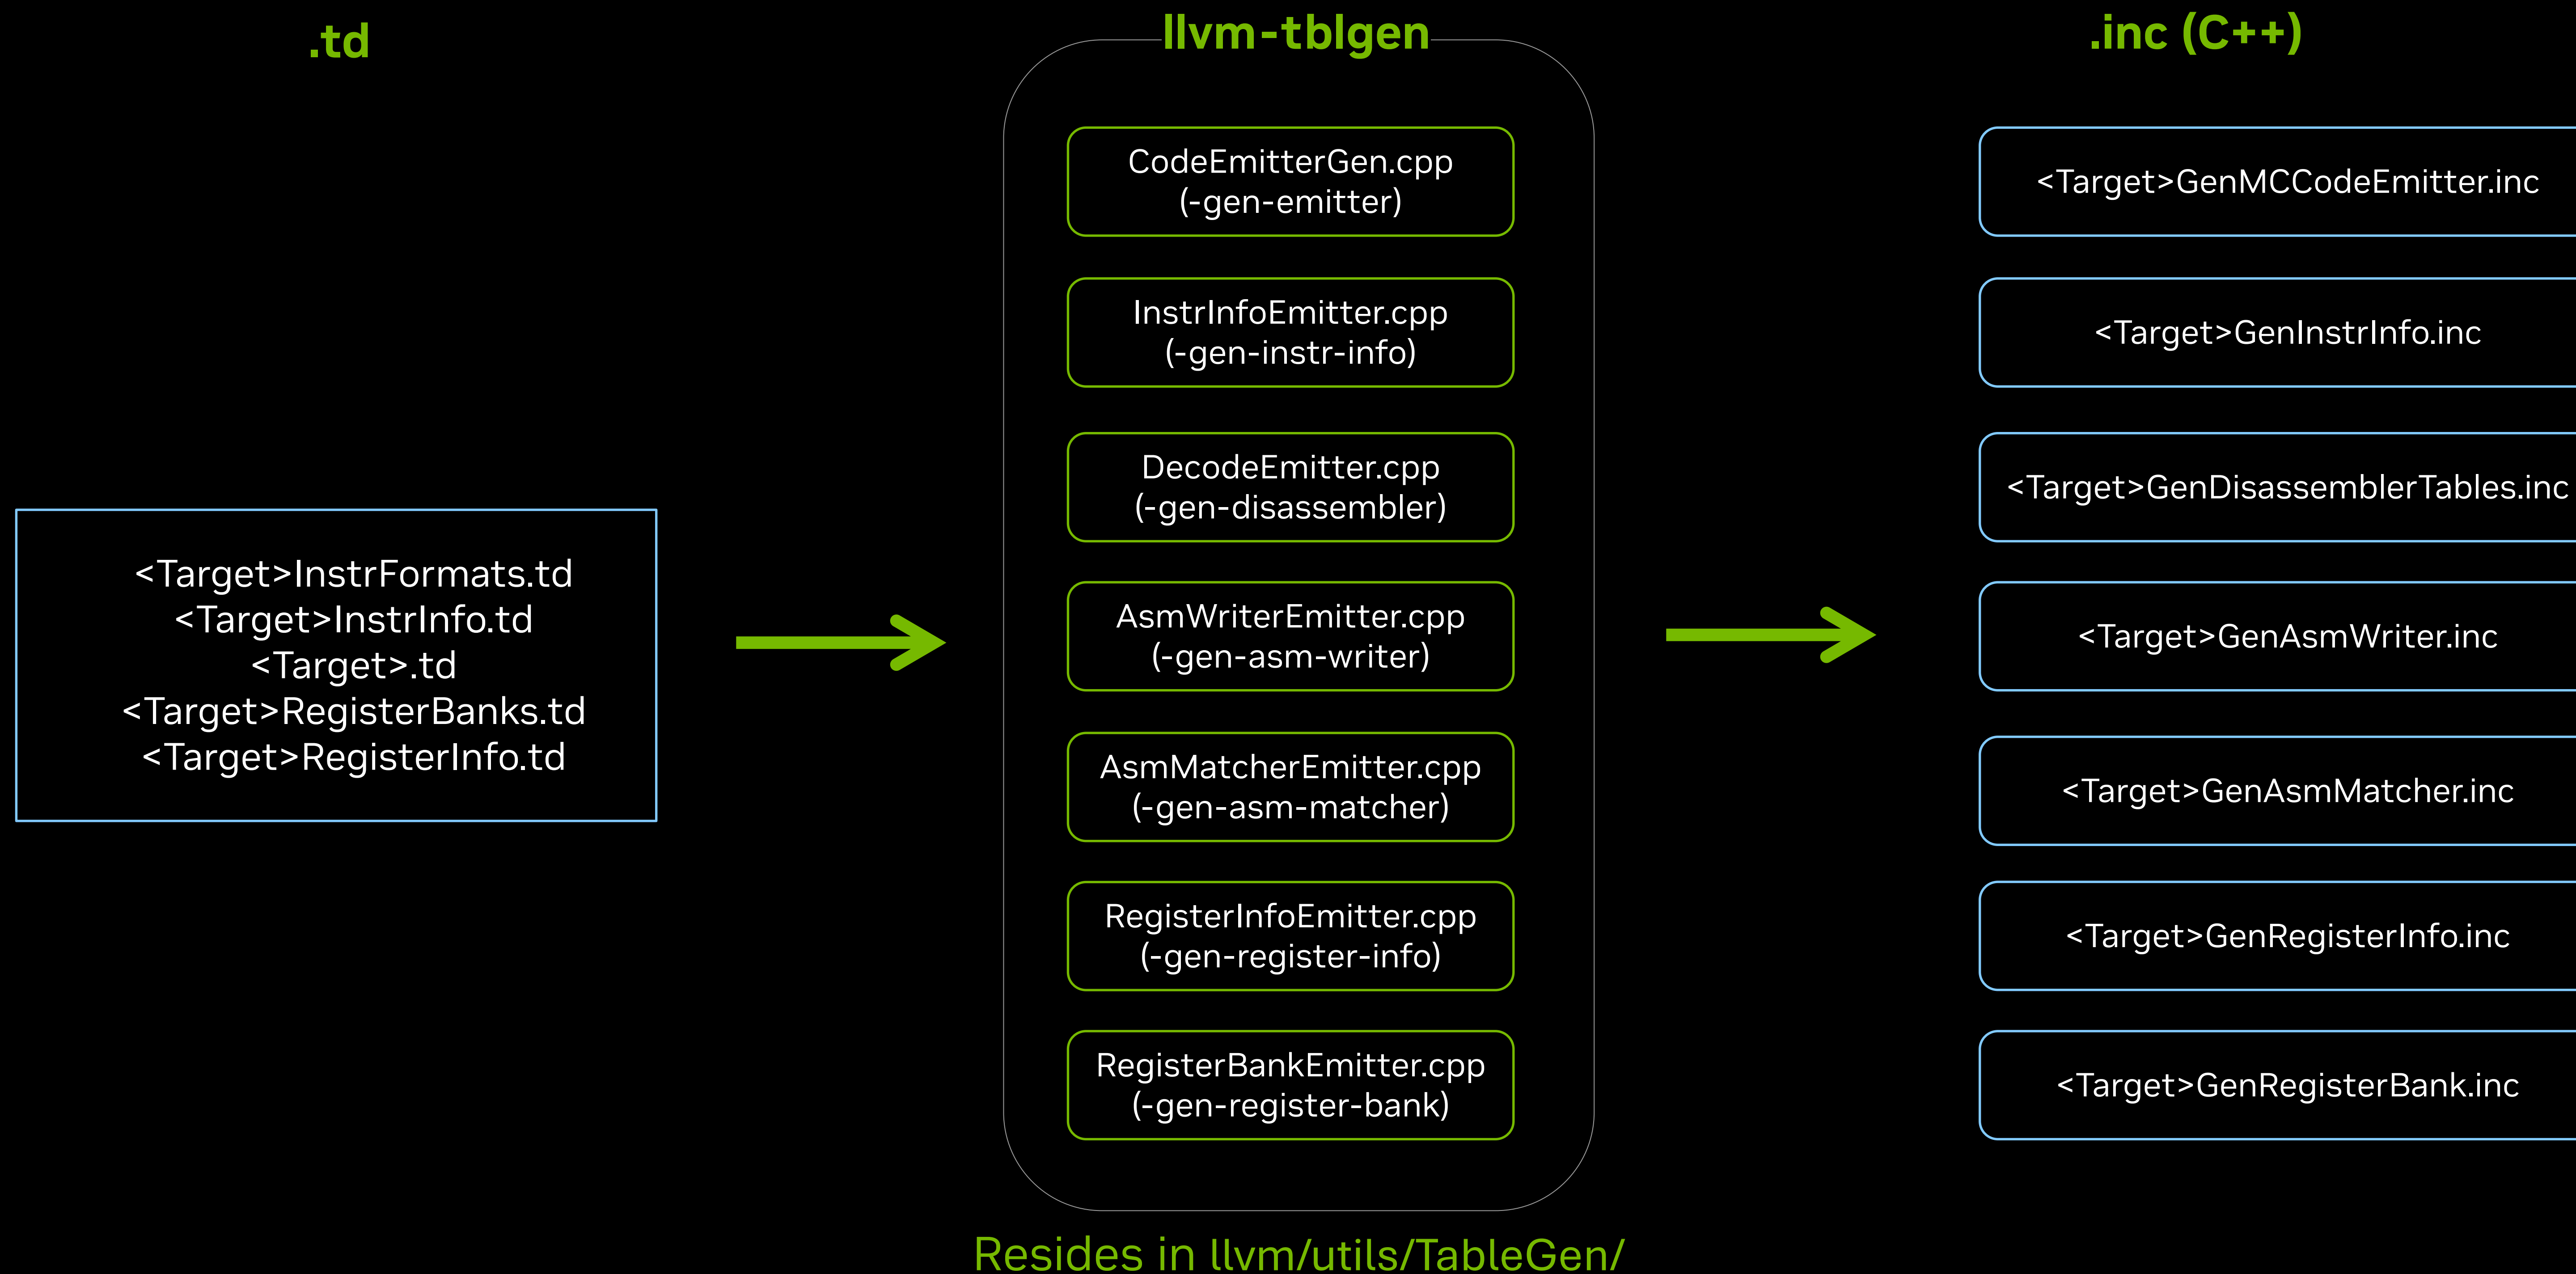 .td
llvm-tblgen
.inc (C++)
<Target>InstrFormats.td
<Target>InstrInfo.td
<Target>.td
<Target>RegisterBanks.td
<Target>RegisterInfo.td
CodeEmitterGen.cpp
(-gen-emitter)
InstrInfoEmitter.cpp
(-gen-instr-info)
DecodeEmitter.cpp
(-gen-disassembler)
AsmWriterEmitter.cpp
(-gen-asm-writer)
AsmMatcherEmitter.cpp
(-gen-asm-matcher)
RegisterInfoEmitter.cpp
(-gen-register-info)
RegisterBankEmitter.cpp
(-gen-register-bank)
Resides in llvm/utils/TableGen/
<Target>GenMCCodeEmitter.inc
<Target>GenInstrInfo.inc
<Target>GenDisassemblerTables.inc
<Target>GenAsmWriter.inc
<Target>GenAsmMatcher.inc
<Target>GenRegisterInfo.inc
<Target>GenRegisterBank.inc